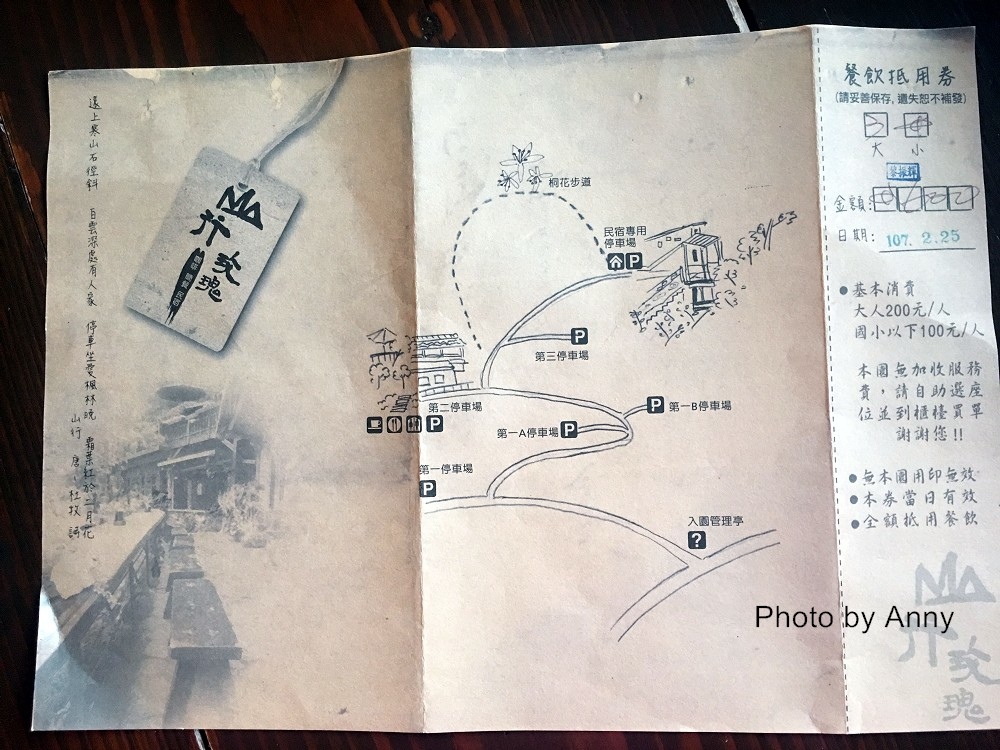 遠上寒山石徑斜　白雲深處有人家　停車坐愛楓林晚　霜葉紅於二月花
山行　唐 杜牧 詩
山行
玫瑰
桐花步道
民宿專用
停車場
P
P
第三停車場
第二停車場
P
P
第一B停車場
第一A停車場
P
第一停車場
P
入園管理亭
?
餐飲抵用券
(請妥善保存, 遺失恕不補發)
大 小
金額:
日期: 107. 2. 25
●基本消費
大人200元/人
國小以下100元/人
本園無加收服務
費，請自助選座
位並到櫃檯買單
謝謝您!!
●無本園用印無效
●本券當日有效
●全額抵用餐飲
山行
玫瑰
Photo by Anny